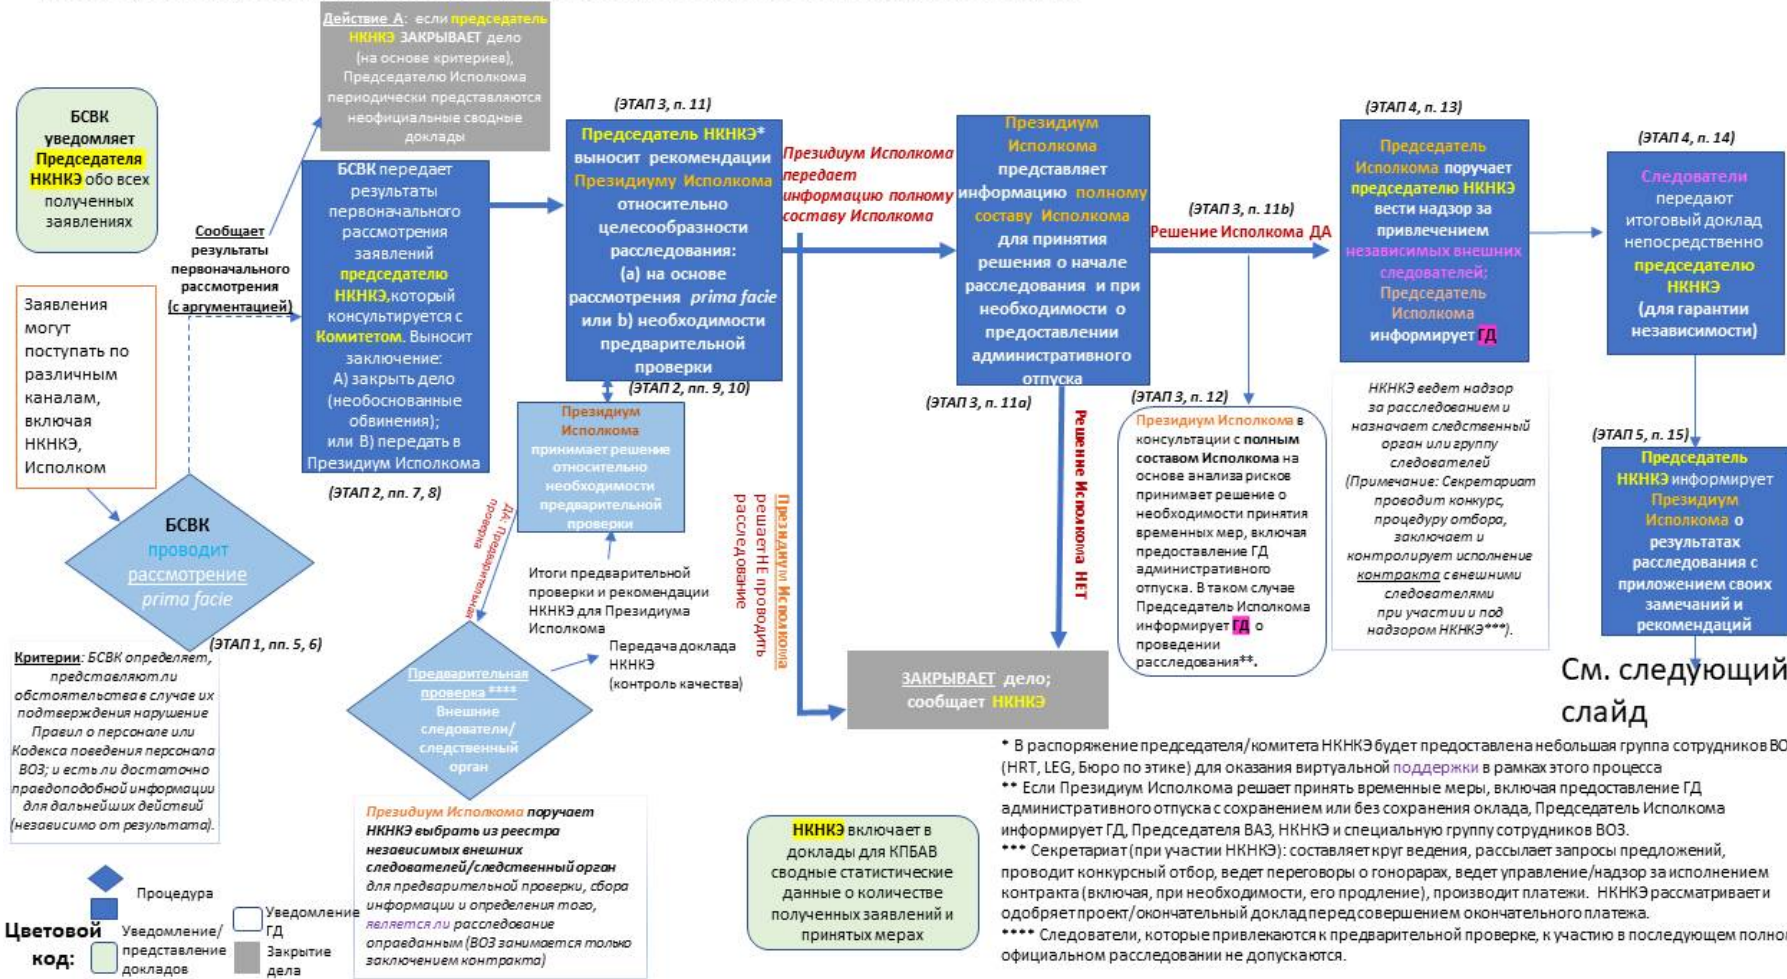 Действие А: если председатель
НКНКЭ ЗАКРЫВАЕТ дело
(на основе критериев),
Председателю Исполкома
периодически представляются
неофициальные сводные
доклады
БСВК
уведомляет
Председателя
НКНКЭ обо всех
полученных
заявлениях
Сообщает
результаты
первоначального
рассмотрения
(с аргументацией)
Заявления
могут
поступать по
различным
каналам,
включая
НКНКЭ,
Исполком
БСВК
проводит
рассмотрение
prima facie
(ЭТАП 1, пп. 5, 6)
Критерии: БСВК определяет,
представляют ли
обстоятельства в случае их
подтверждения нарушение
Правил о персонале или
Кодекса поведения персонала
ВОЗ; и есть ли достаточно
правдоподобной информации
для дальнейших действий
(независимо от результата).
БСВК передает
результаты
первоначального
рассмотрения
заявлений
председателю
НКНКЭ, который
консультируется с
Комитетом. Выносит
заключение:
А) закрыть дело
(необоснованные
обвинения);
или В) передать в
Президиум Исполкома
(ЭТАП 2, пп. 7, 8)
(ЭТАП 3, п. 11)
Председатель НКНКЭ*
выносит рекомендации
Президиуму Исполкома
относительно
целесообразности
расследования:
(a) на основе
рассмотрения prima facie
или b) необходимости
предварительной
проверки
(ЭТАП 2, пп. 9, 10)
Президиум
Исполкома
принимает решение
относительно
необходимости
предварительной
проверки
ДА: Предварительная
проверка
Итоги предварительной
проверки и рекомендации
НКНКЭ для Президиума
Исполкома
Передача доклада
НКНКЭ
(контроль качества)
Предварительная
проверка ****
Внешние
следователи/
следственный
орган
Президиум Исполкома поручает
НКНКЭ выбрать из реестра
независимых внешних
следователей/следственный орган
для предварительной проверки, сбора
информации и определения того,
является ли расследование
оправданным (ВОЗ занимается только
заключением контракта)
Президиум Исполкома
передает
информацию полному
составу Исполкома
Президиум Исполкома
решает НЕ проводить
расследование
Президиум
Исполкома
представляет
информацию полному
составу Исполкома
для принятия
решения о начале
расследования и при
необходимости о
предоставлении
административного
отпуска
(ЭТАП 3, п. 11a)
Решение Исполкома НЕТ
ЗАКРЫВАЕТ дело;
сообщает НКНКЭ
(ЭТАП 3, п. 11b)
Решение Исполкома ДА
(ЭТАП 3, п. 12)
Президиум Исполкома в
консультации с полным
составом Исполкома на
основе анализа рисков
принимает решение о
необходимости принятия
временных мер, включая
предоставление ГД
административного
отпуска. В таком случае
Председатель Исполкома
информирует ГД о
проведении
расследования**.
(ЭТАП 4, п. 13)
Председатель
Исполкома поручает
председателю НКНКЭ
вести надзор за
привлечением
независимых внешних
следователей;
Председатель
Исполкома
информирует ГД
НКНКЭ ведет надзор
за расследованием и
назначает следственный
орган или группу
следователей
(Примечание: Секретариат
проводит конкурс,
процедуру отбора,
заключает и
контролирует исполнение
контракта с внешними
следователями
при участии и под
надзором НКНКЭ***).
(ЭТАП 4, п. 14)
Следователи
передают
итоговый доклад
непосредственно
председателю
НКНКЭ
(для гарантии
независимости)
(ЭТАП 5, п. 15)
Председатель
НКНКЭ информирует
Президиум
Исполкома о
результатах
расследования с
приложением своих
замечаний и
рекомендаций
См. следующий
слайд
НКНКЭ включает в
доклады для КПБАВ
сводные статистические
данные о количестве
полученных заявлений и
принятых мерах
* В распоряжение председателя/комитета НКНКЭ будет предоставлена небольшая группа сотрудников ВО
(HRT, LEG, Бюро по этике) для оказания виртуальной поддержки в рамках этого процесса
** Если Президиум Исполкома решает принять временные меры, включая предоставление ГД
административного отпуска с сохранением или без сохранения оклада, Председатель Исполкома
информирует ГД, Председателя ВАЗ, НКНКЭ и специальную группу сотрудников ВОЗ.
*** Секретариат (при участии НКНКЭ): составляет круг ведения, рассылает запросы предложений,
проводит конкурсный отбор, ведет переговоры о гонорарах, ведет управление/надзор за исполнением
контракта (включая, при необходимости, его продление), производит платежи. НКНКЭ рассматривает и
одобряет проект/окончательный доклад перед совершением окончательного платежа.
**** Следователи, которые привлекаются к предварительной проверке, к участию в последующем полно
официальном расследовании не допускаются.
Цветовой
код:
Процедура
Уведомление/
представление
докладов
Уведомление
ГД
Закрытие
дела